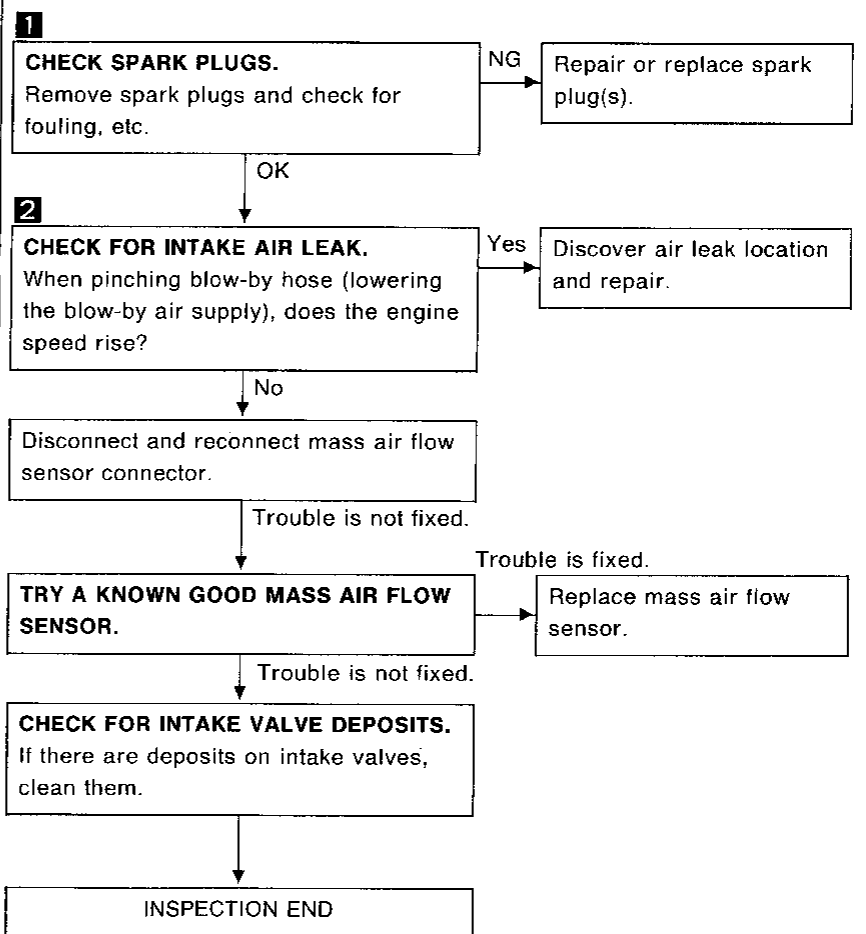 1
CHECK SPARK PLUGS.
Remove spark plugs and check for
fouling, etc.
NG
Repair or replace spark
plug(s).
OK
2
CHECK FOR INTAKE AIR LEAK.
When pinching blow-by hose (lowering
the blow-by air supply), does the engine
speed rise?
Yes
Discover air leak location
and repair.
No
Disconnect and reconnect mass air flow
sensor connector.
Trouble is not fixed.
TRY A KNOWN GOOD MASS AIR FLOW
SENSOR.
Trouble is fixed.
Replace mass air flow
sensor.
Trouble is not fixed.
CHECK FOR INTAKE VALVE DEPOSITS.
If there are deposits on intake valves,
clean them.
INSPECTION END